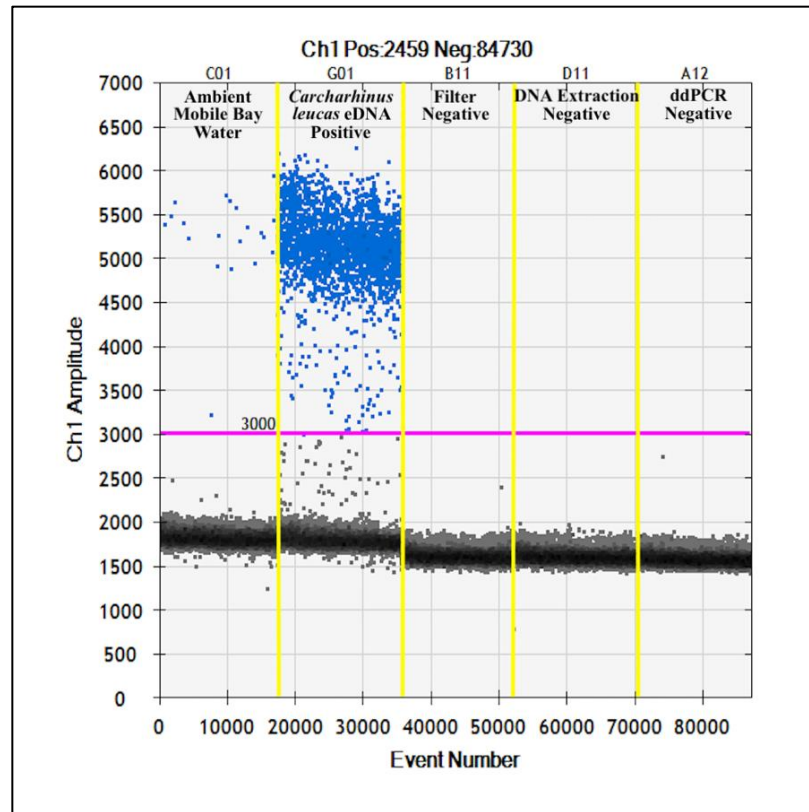 Ch1 Pos:2459 Neg:84730
C01 G01 B11 D11 A12
Ambient
Mobile Bay
Water
Carcharhinus
leucas eDNA
Positive
Filter
Negative
DNA Extraction
Negative
ddPCR
Negative
Ch1 Amplitude
7000
6500
6000
5500
5000
4500
4000
3500
3000
2500
2000
1500
1000
500
0
3000
0 10000 20000 30000 40000 50000 60000 70000 80000
Event Number